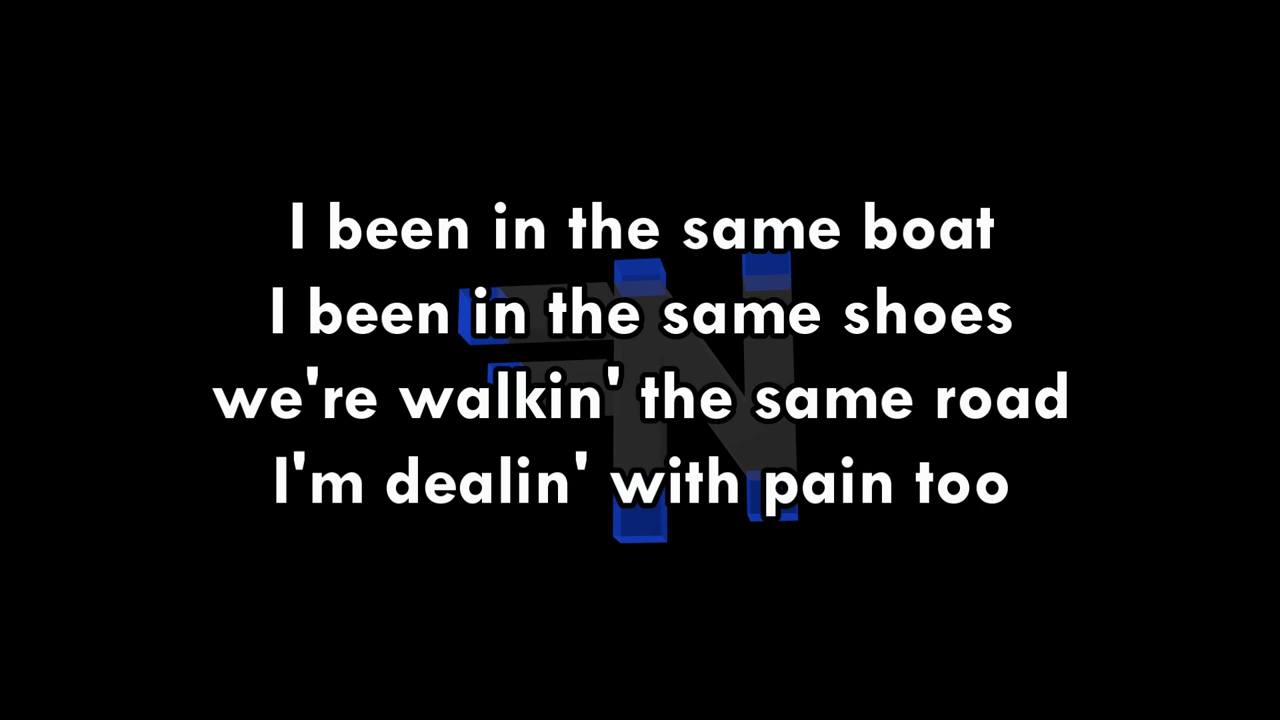 I been in the same boat
I been in the same shoes
we're walkin' the same road
I'm dealin' with pain too